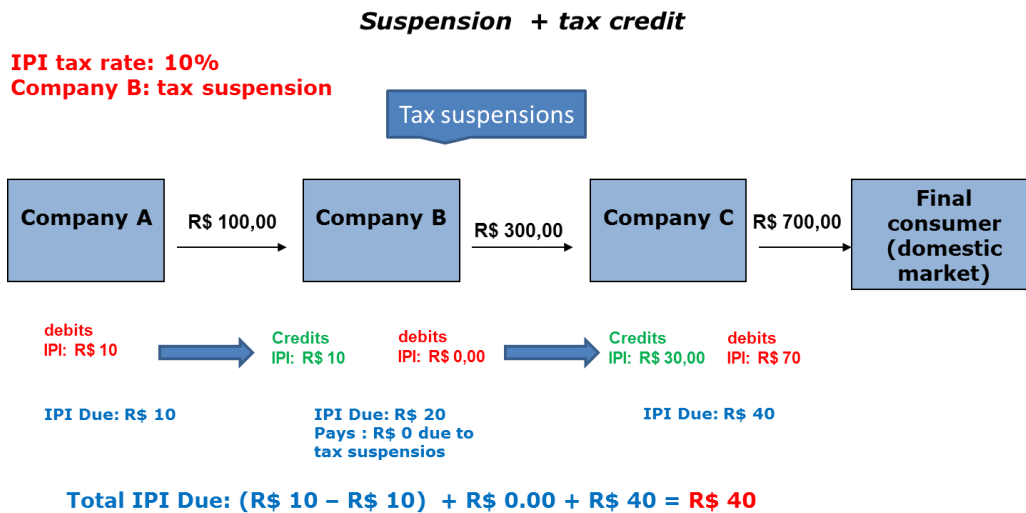 Suspension + tax credit
IPI tax rate: 10%
Company B: tax suspension
Tax suspensions
Company A
R$ 100,00
Company B
R$ 300,00
Company C
R$ 700,00
Final
consumer
(domestic
market)
debits
IPI: R$ 10
Credits
IPI: R$ 10
debits
IPI: R$ 0,00
Credits
IPI: R$ 30,00
debits
IPI: R$ 70
IPI Due: R$ 10
IPI Due: R$ 20
Pays : R$ 0 due to
tax suspensios
IPI Due: R$ 40
Total IPI Due: (R$ 10 – R$ 10) + R$ 0.00 + R$ 40 = R$ 40